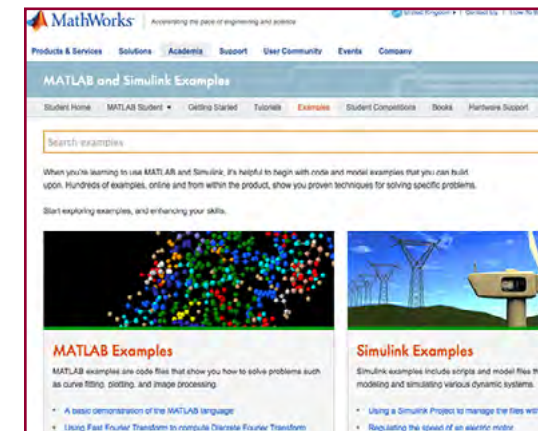 MathWorks Accelerating the pace of engineering and science
United Kingdom Contact Us How To
Products & Services Solutions Academia Support User Community Events Company
MATLAB and Simulink Examples
Student Home MATLAB Student Getting Started Tutorials Examples Student Competitions Books Hardware Support
Search examples
When you're learning to use MATLAB and Simulink, it's helpful to begin with code and model examples that you can build
upon. Hundreds of examples, online and from within the product, show you proven techniques for solving specific problems.
Start exploring examples, and enhancing your skills.
MATLAB Examples
MATLAB examples are code files that show you how to solve problems such
as curve fitting, plotting, and image processing.
• A basic demonstration of the MATLAB language
• Using Fast Fourier Transform to compute Discrete Fourier Transform
Simulink Examples
Simulink examples include scripts and model files th
modeling and simulating various dynamic systems.
• Using a Simulink Project to manage the files with
• Regulating the speed of an electric motor